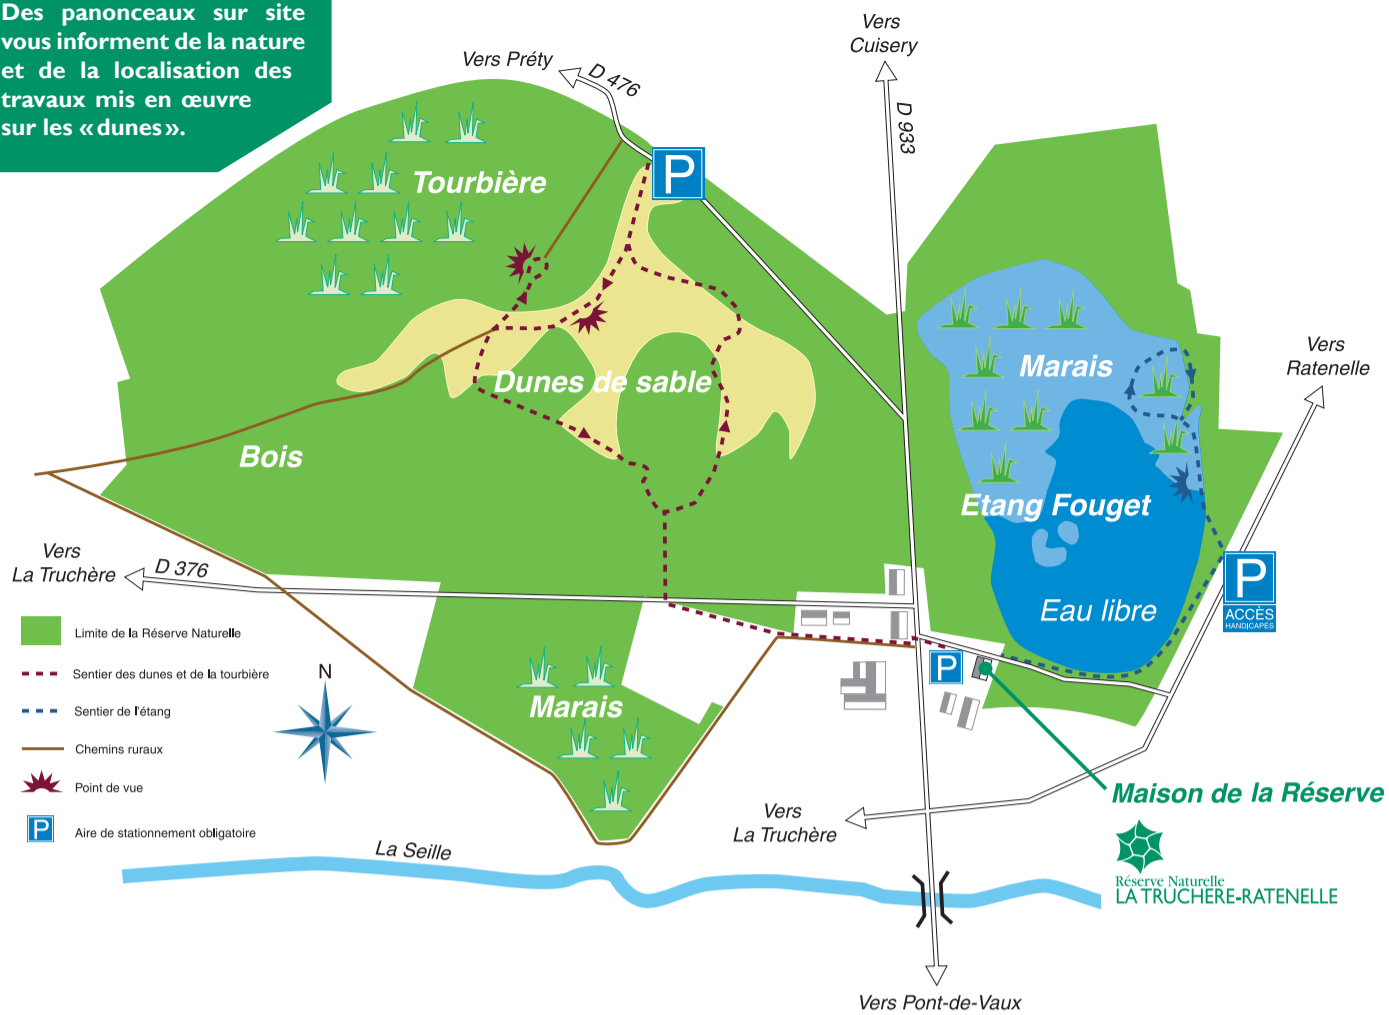 Des panonceaux sur site
vous informent de la nature
et de la localisation des
travaux mis en œuvre
sur les «dunes».
Vers Préty
D 476
Vers
Cuisery
D 933
P
Tourbière
Vers
Ratenelle
Marais
Dunes de sable
Bois
Etang Fouget
Vers
La Truchère
D 376
Eau libre
P
ACCÈS
HANDICAPÉS
P
Limite de la Réserve Naturelle
Sentier des dunes et de la tourbière
Sentier de l'étang
Chemins ruraux
Point de vue
P
Aire de stationnement obligatoire
N
Marais
Maison de la Réserve
Vers
La Truchère
La Seille
Réserve Naturelle
LA TRUCHERE-RATENELLE
Vers Pont-de-Vaux